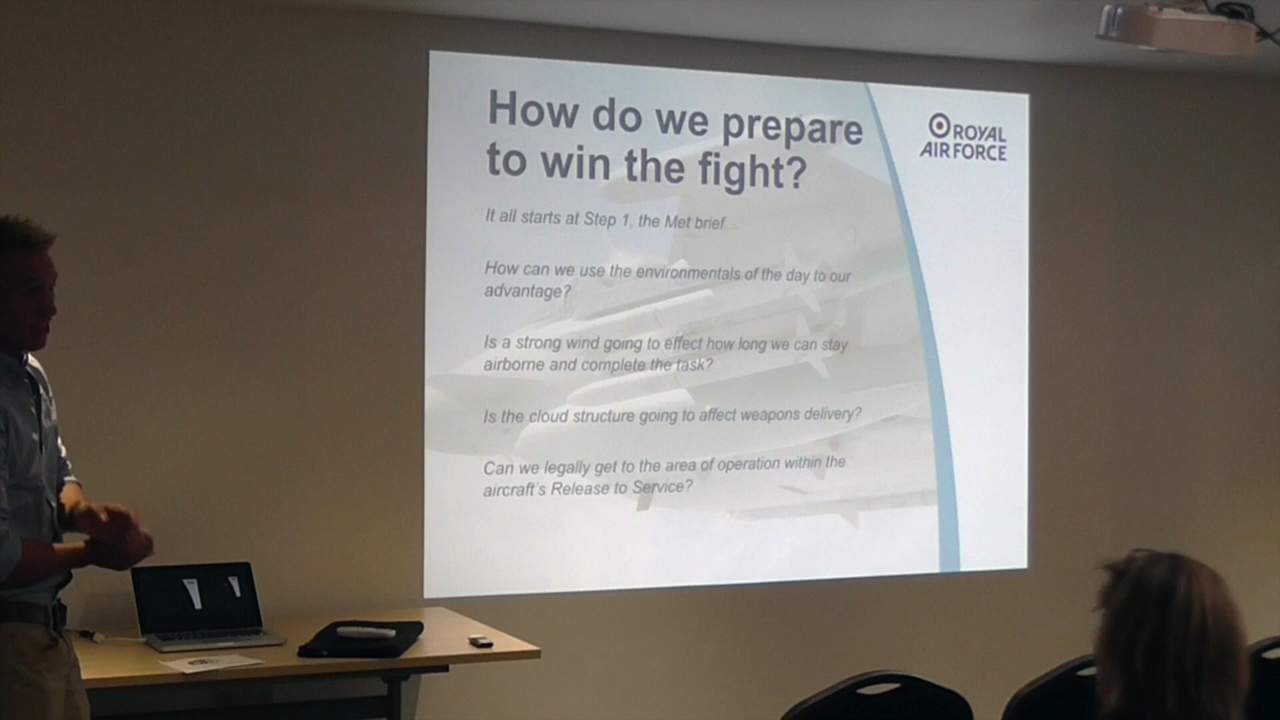 How do we prepare
to win the fight?
ROYAL
AIR FORCE
It all starts at Step 1, the Met brief
How can we use the environmentals of the day to our
advantage?
Is a strong wind going to effect how long we can stay
airborne and complete the task?
Is the cloud structure going to affect weapons delivery?
Can we legally get to the area of operation within the
aircraft's Release to Service?